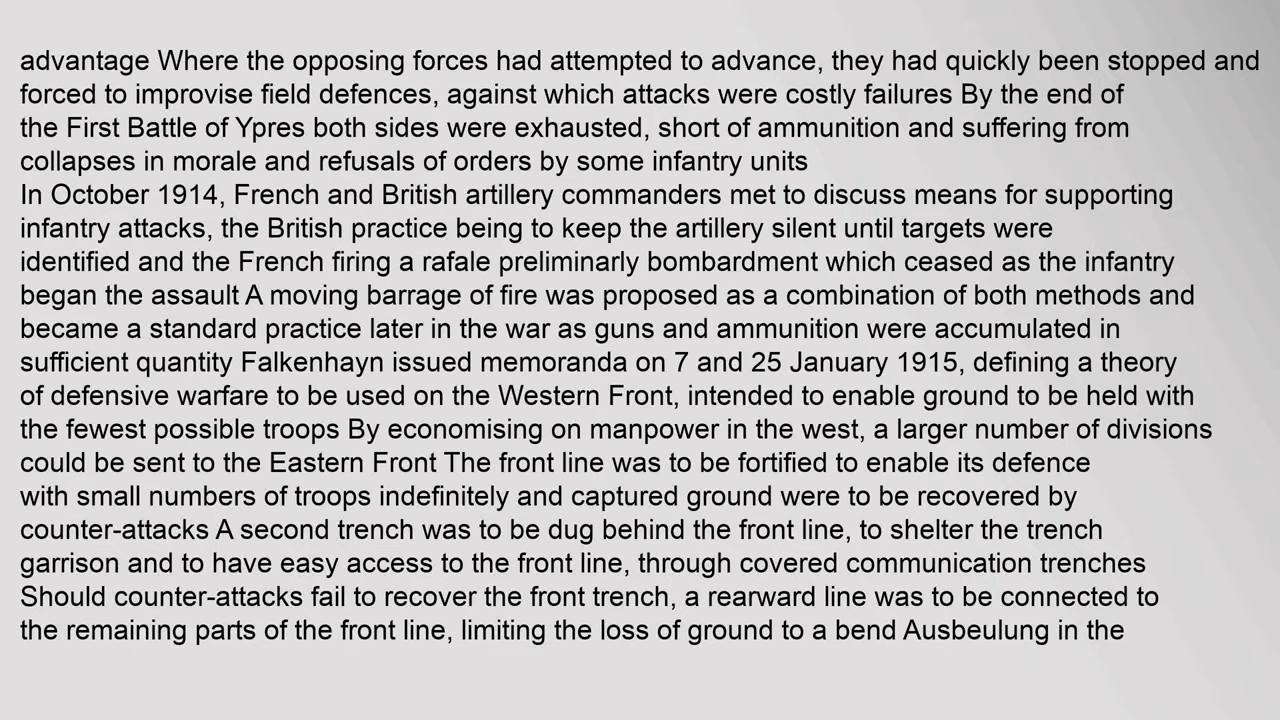 advantage Where the opposing forces had attempted to advance, they had quickly been stopped and
forced to improvise field defences, against which attacks were costly failures By the end of
the First Battle of Ypres both sides were exhausted, short of ammunition and suffering from
collapses in morale and refusals of orders by some infantry units
In October 1914, French and British artillery commanders met to discuss means for supporting
infantry attacks, the British practice being to keep the artillery silent until targets were
identified and the French firing a rafale preliminarly bombardment which ceased as the infantry
began the assault A moving barrage of fire was proposed as a combination of both methods and
became a standard practice later in the war as guns and ammunition were accumulated in
sufficient quantity Falkenhayn issued memoranda on 7 and 25 January 1915, defining a theory
of defensive warfare to be used on the Western Front, intended to enable ground to be held with
the fewest possible troops By economising on manpower in the west, a larger number of divisions
could be sent to the Eastern Front The front line was to be fortified to enable its defence
with small numbers of troops indefinitely and captured ground were to be recovered by
counter-attacks A second trench was to be dug behind the front line, to shelter the trench
garrison and to have easy access to the front line, through covered communication trenches
Should counter-attacks fail to recover the front trench, a rearward line was to be connected to
the remaining parts of the front line, limiting the loss of ground to a bend Ausbeulung in the